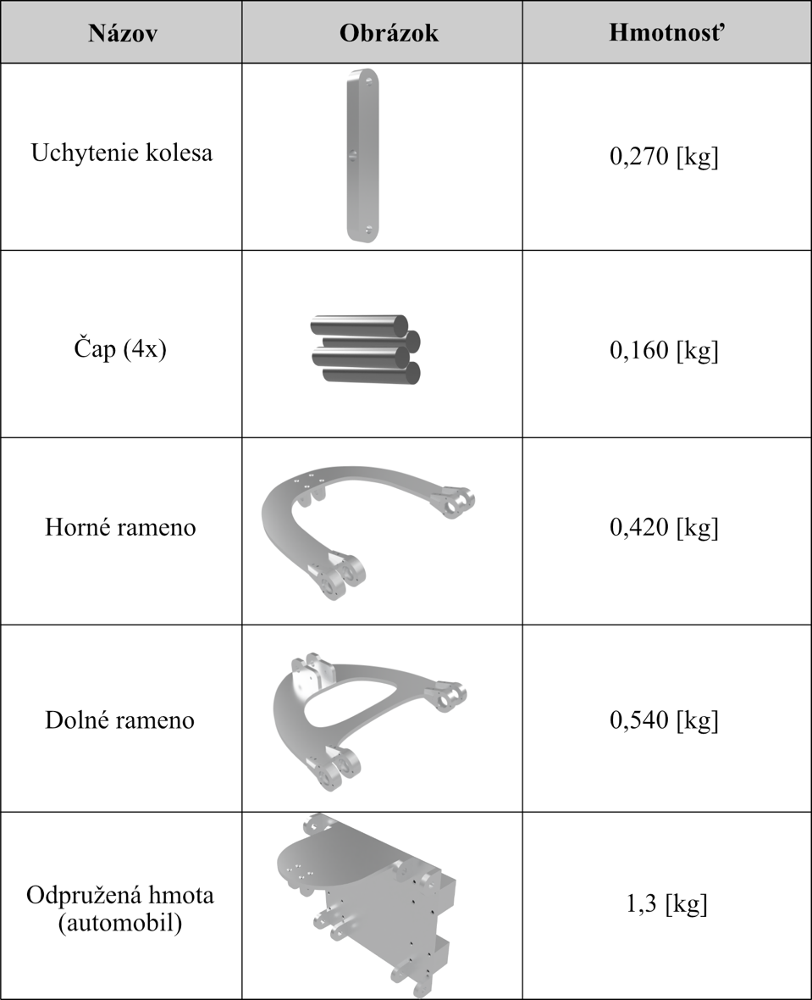 Názov Obrázok Hmotnosť
Uchytenie kolesa 0,270 [kg]
Čap (4x) 0,160 [kg]
Horné rameno 0,420 [kg]
Dolné rameno 0,540 [kg]
Odpružená hmota
(automobil) 1,3 [kg]